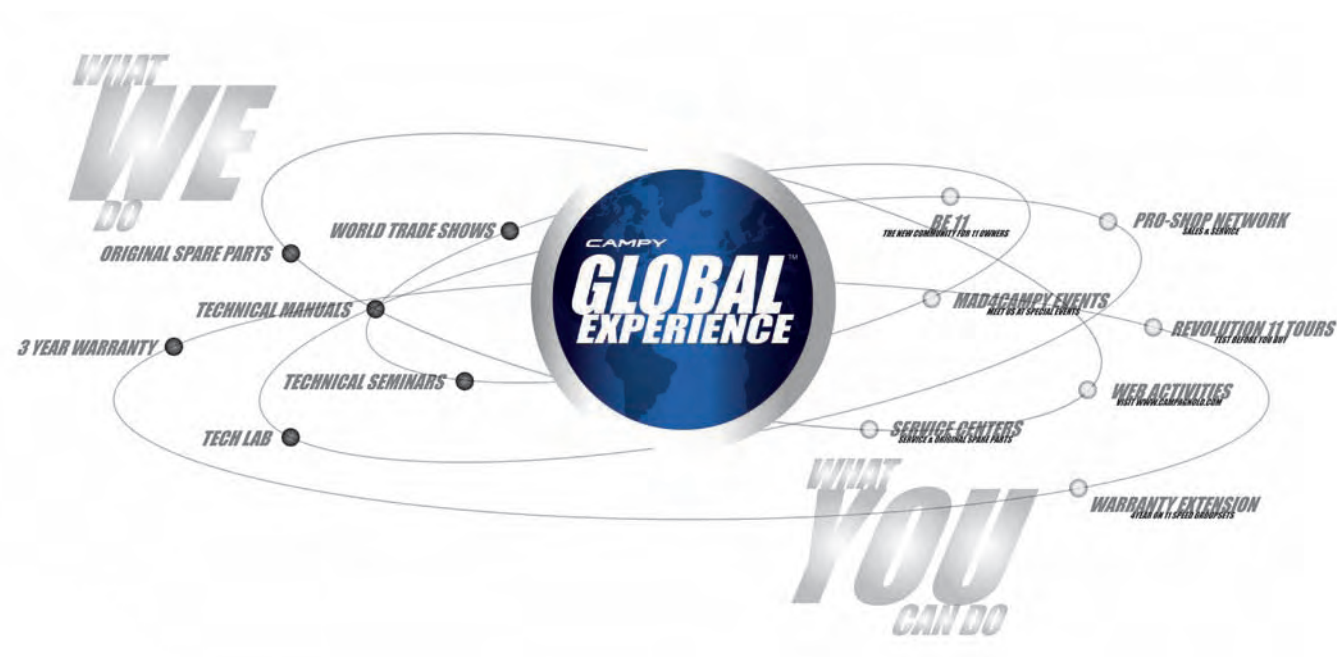 WHAT
WE
DO
WORLD TRADE SHOWS
ORIGINAL SPARE PARTS
TECHNICAL MANUALS
3 YEAR WARRANTY
TECHNICAL SEMINARS
TECH LAB
CAMPY
GLOBAL™
EXPERIENCE
BE 11
THE NEW COMMUNITY FOR 11 OWNERS
PRO-SHOP NETWORK
SALES & SERVICE
MAD4CAMPY EVENTS
MEET US AT SPECIAL EVENTS
REVOLUTION 11 TOURS
TEST BEFORE YOU BUY
WEB ACTIVITIES
VISIT WWW.CAMPAGNOLO.COM
SERVICE CENTERS
SERVICE & ORIGINAL SPARE PARTS
WARRANTY EXTENSION
4YEAR ON 11 SPEED GROUPSETS
WHAT
YOU
CAN DO